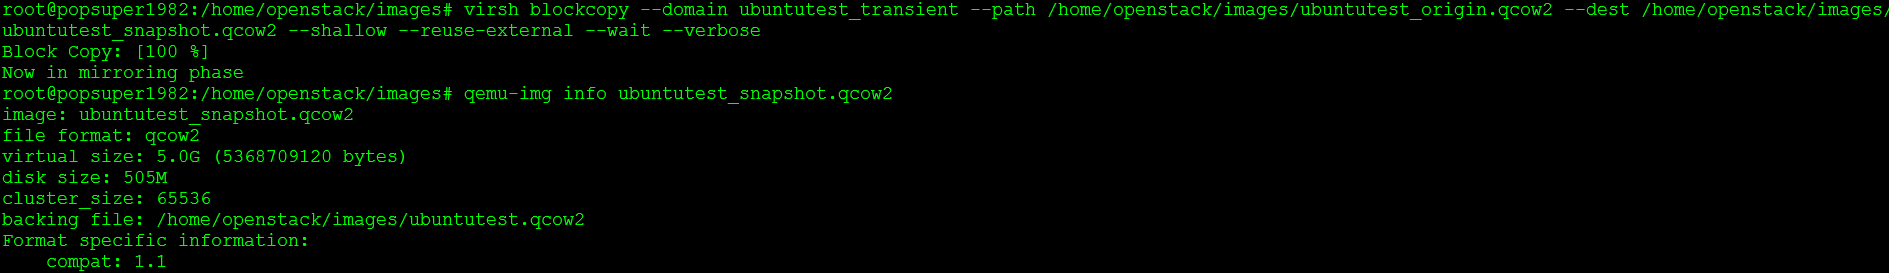 root@popsuper1982:/home/openstack/images# virsh blockcopy --domain ubuntutest_transient --path /home/openstack/images/ubuntutest_origin.qcow2 --dest /home/openstack/images/
ubuntutest_snapshot.qcow2 --shallow --reuse-external --wait --verbose
Block Copy: [100 %]
Now in mirroring phase
root@popsuper1982:/home/openstack/images# qemu-img info ubuntutest_snapshot.qcow2
image: ubuntutest_snapshot.qcow2
file format: qcow2
virtual size: 5.0G (5368709120 bytes)
disk size: 505M
cluster_size: 65536
backing file: /home/openstack/images/ubuntutest.qcow2
Format specific information:
    compat: 1.1